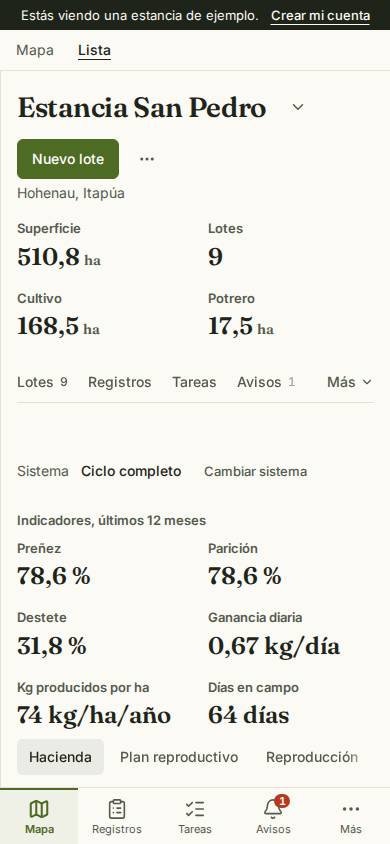 Estás viendo una estancia de ejemplo. Crear mi cuenta
Mapa Lista
Estancia San Pedro
Nuevo lote
Hohenau, Itapúa
Superficie Lotes
510,8 ha 9
Cultivo Potrero
168,5 ha 17,5 ha
Lotes 9 Registros Tareas Avisos 1 Más
Sistema Ciclo completo Cambiar sistema
Indicadores, últimos 12 meses
Preñez Parición
78,6 % 78,6 %
Destete Ganancia diaria
31,8 % 0,67 kg/día
Kg producidos por ha Días en campo
74 kg/ha/año 64 días
Hacienda Plan reproductivo Reproducción
1
Mapa Registros Tareas Avisos Más